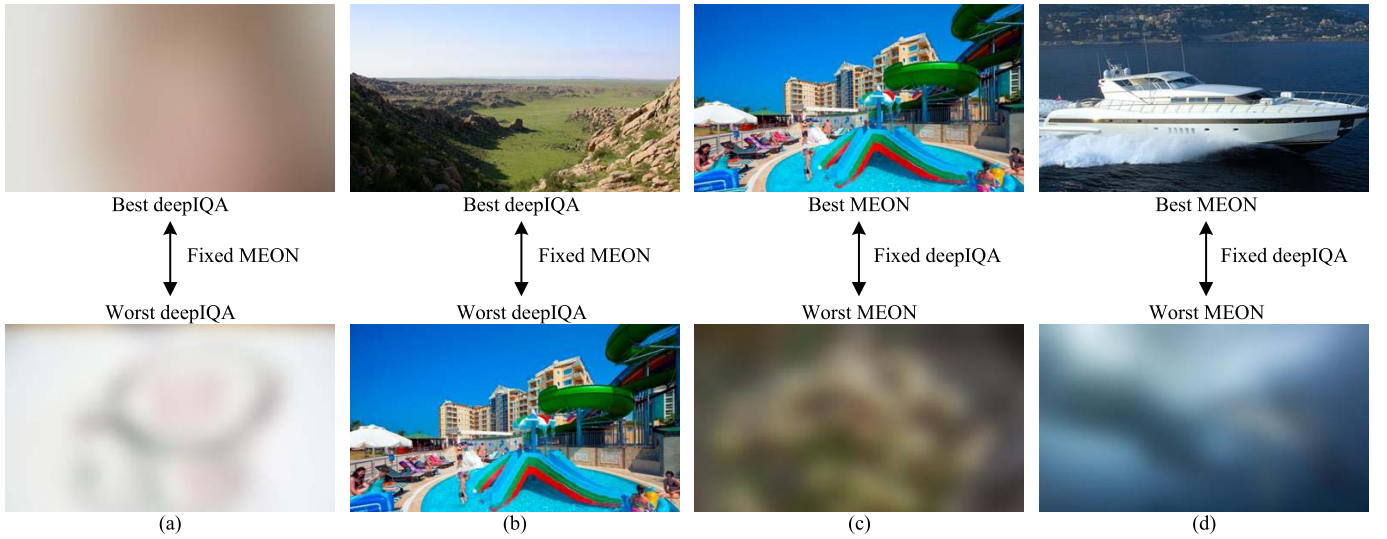 Best deepIQA
Fixed MEON
Worst deepIQA
(a)
Best deepIQA
Fixed MEON
Worst deepIQA
(b)
Best MEON
Fixed deepIQA
Worst MEON
(c)
Best MEON
Fixed deepIQA
Worst MEON
(d)